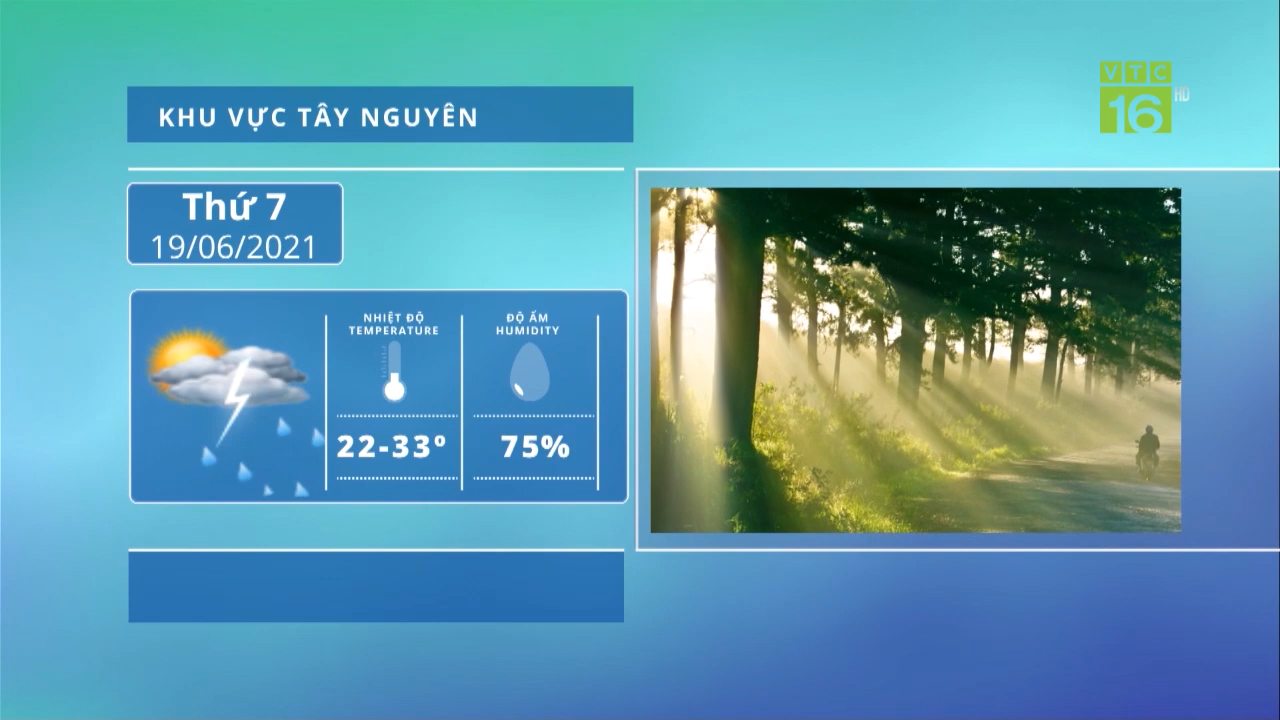 VTC
16
HD
KHU VỰC TÂY NGUYÊN
Thứ 7
19/06/2021
NHIỆT ĐỘ
TEMPERATURE
22-33º
ĐỘ ẨM
HUMIDITY
75%